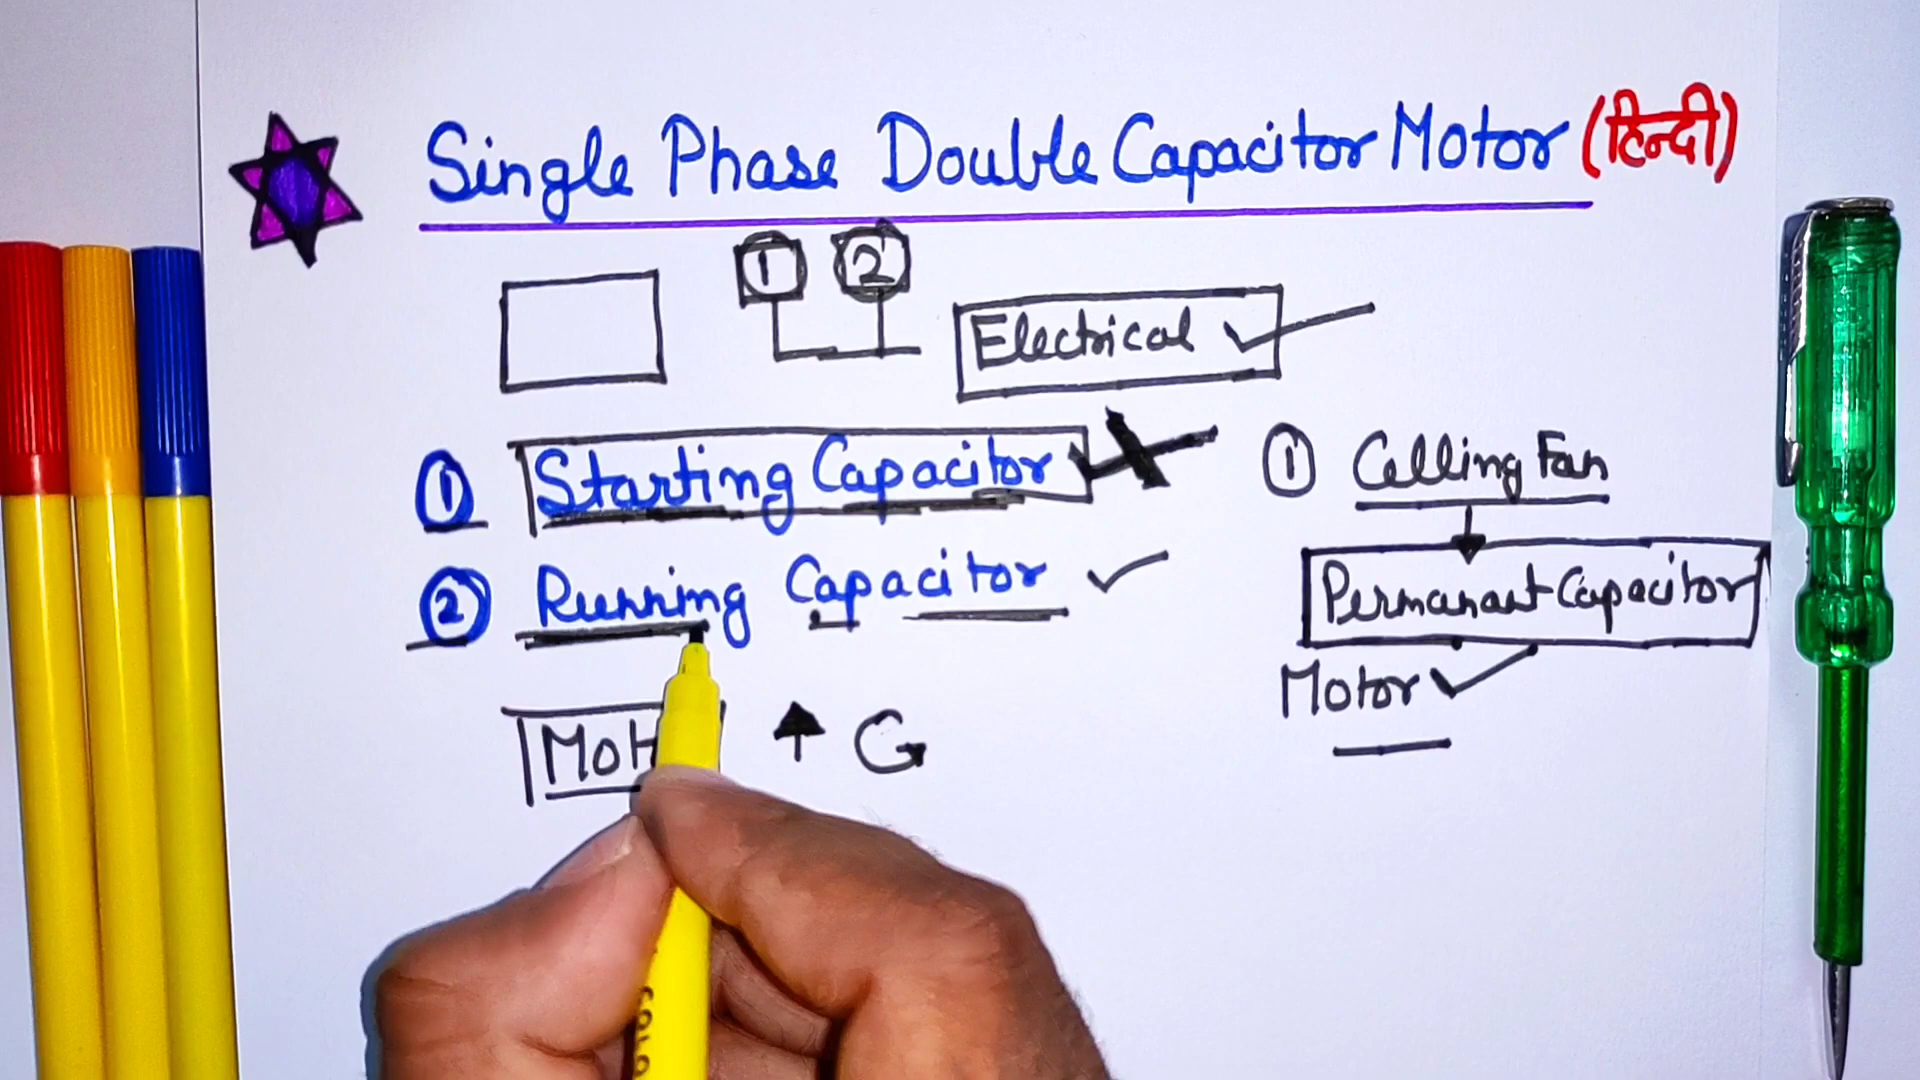 Single Phase Double Capacitor Motor (हिन्दी)
1 2
Electrical
1 Starting Capacitor
2 Running Capacitor
1 Celling Fan
Permanant Capacitor
Motor
G
COLO